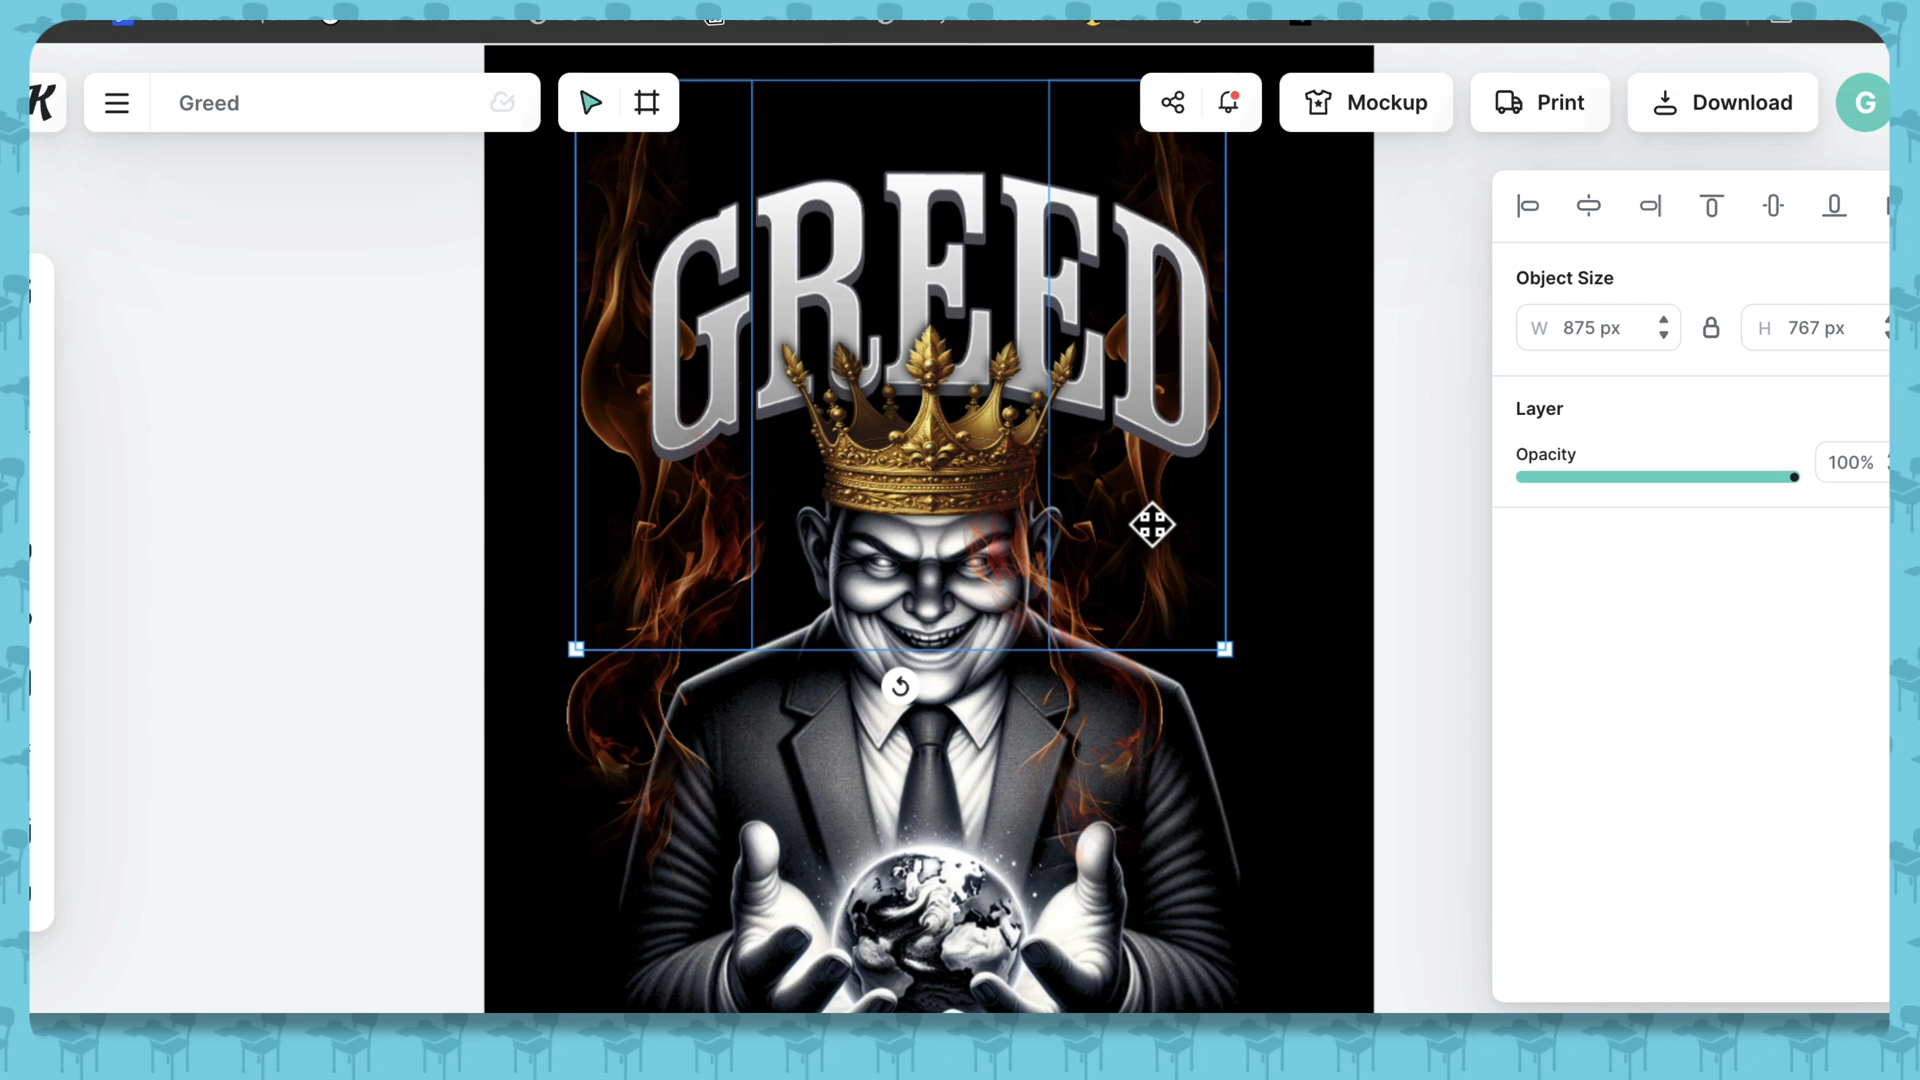 K
Greed
Mockup
Print
Download
G
GREED
Object Size
W 875 px
H 767 px
Layer
Opacity
100%